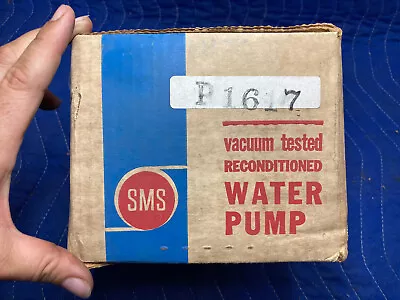 P1617
vacuum tested
RECONDITIONED
WATER
PUMP
SMS